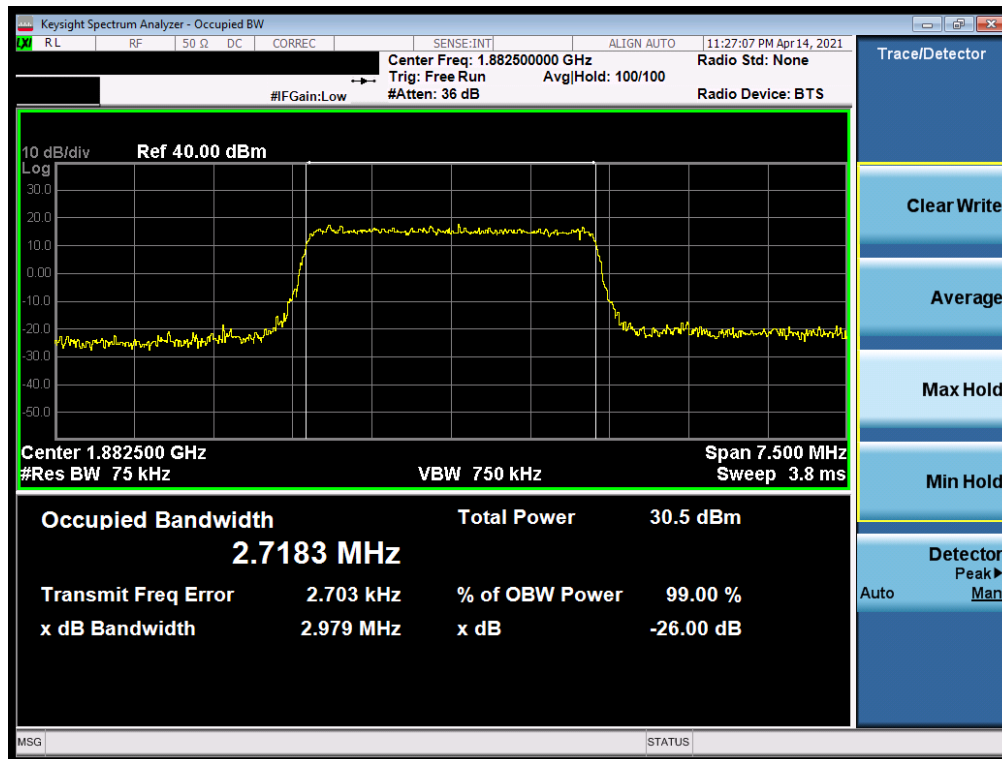 Keysight Spectrum Analyzer - Occupied BW
LXI RL RF 50 Ω DC CORREC SENSE:INT ALIGN AUTO 11:27:07 PM Apr 14, 2021
Center Freq: 1.882500000 GHz Radio Std: None
Trig: Free Run Avg|Hold: 100/100
#IFGain:Low #Atten: 36 dB Radio Device: BTS
10 dB/div Ref 40.00 dBm
Log
30.0
20.0
10.0
0.00
-10.0
-20.0
-30.0
-40.0
-50.0
Center 1.882500 GHz Span 7.500 MHz
#Res BW 75 kHz VBW 750 kHz Sweep 3.8 ms
Occupied Bandwidth Total Power 30.5 dBm
2.7183 MHz
Transmit Freq Error 2.703 kHz % of OBW Power 99.00 %
x dB Bandwidth 2.979 MHz x dB -26.00 dB
MSG STATUS
Trace/Detector
Clear Write
Average
Max Hold
Min Hold
Detector
Peak▶
Auto Man